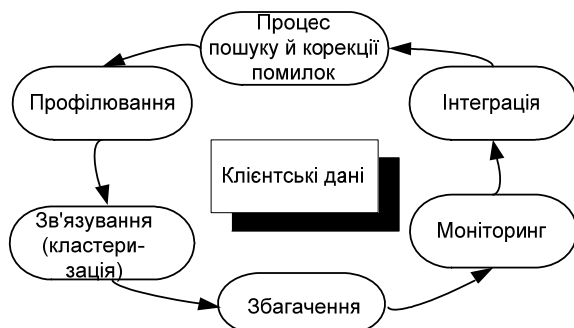 Процес
пошуку й корекції
помилок
Профілювання
Інтеграція
Клієнтські дані
Зв'язування
(кластери-
зація)
Моніторинг
Збагачення